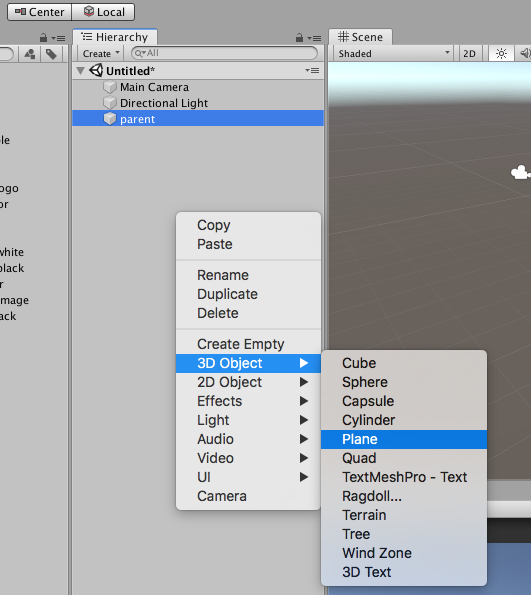 Center
Local
Hierarchy
Scene
Create
All
Shaded
2D
Untitled*
Main Camera
Directional Light
parent
ole
ogo
or
white
black
r
mage
ack
Copy
Paste
Rename
Duplicate
Delete
Create Empty
3D Object
2D Object
Effects
Light
Audio
Video
UI
Camera
Cube
Sphere
Capsule
Cylinder
Plane
Quad
TextMeshPro - Text
Ragdoll...
Terrain
Tree
Wind Zone
3D Text